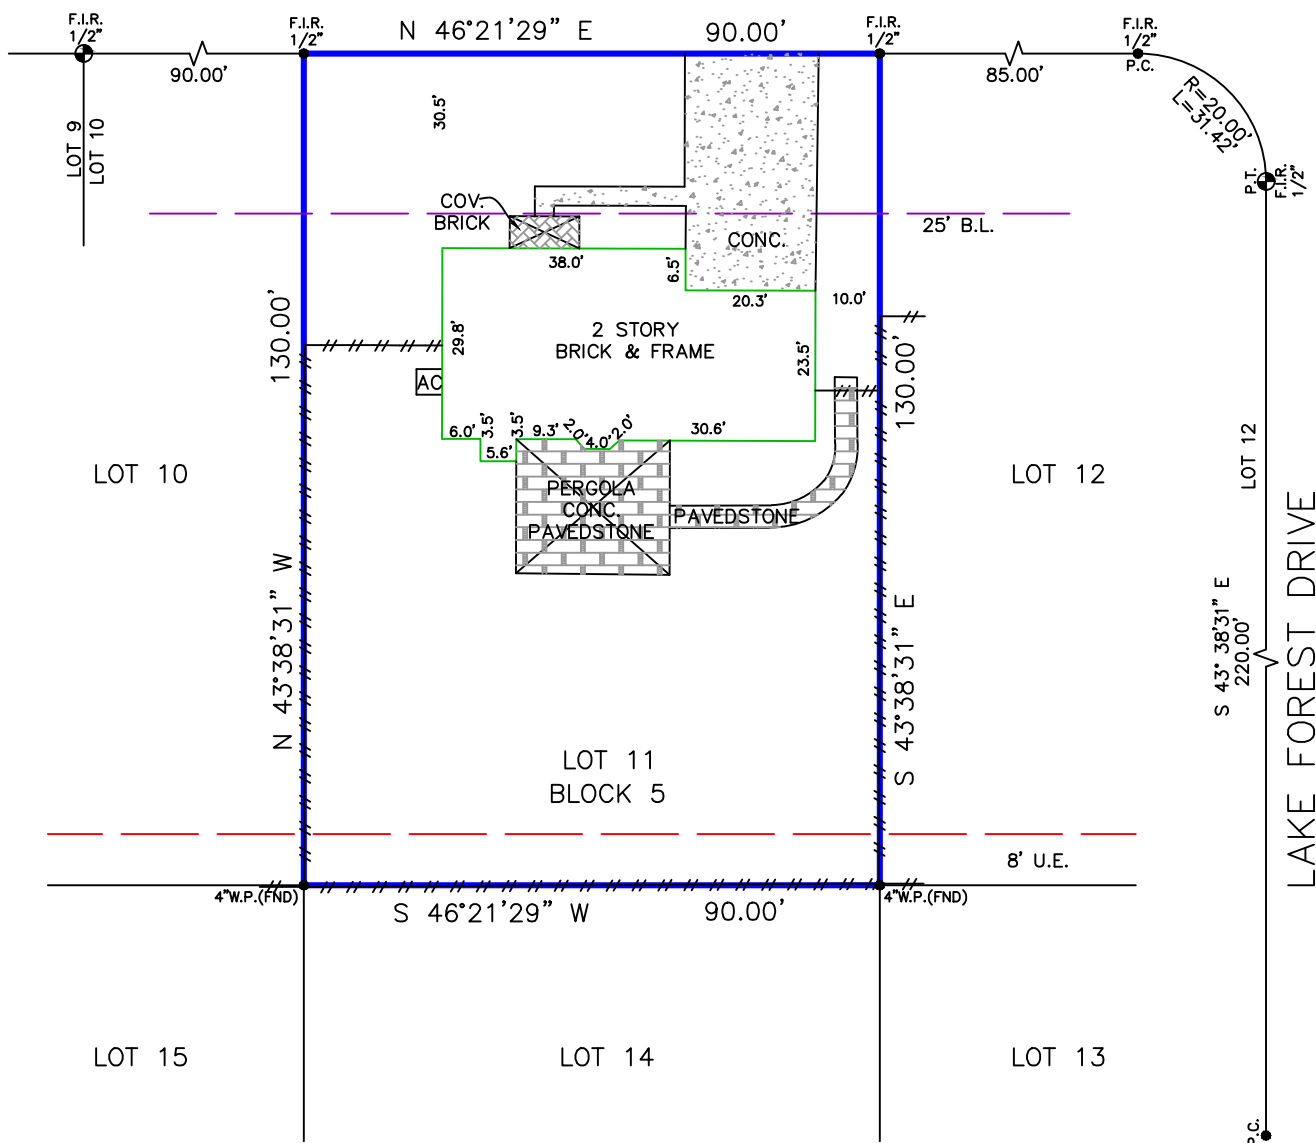 F.I.R.
1/2"
F.I.R.
1/2"
N 46°21'29" E
90.00'
F.I.R.
1/2"
F.I.R.
1/2"
P.C.
90.00'
85.00'
R=20.00'
L=31.42'
P.T.
F.I.R.
1/2"
LOT 9
LOT 10
30.5'
COV.
BRICK
CONC.
25' B.L.
38.0'
6.5'
20.3'
10.0'
130.00'
29.8'
2 STORY
BRICK & FRAME
23.5'
130.00'
AC
6.0'
3.5'
5.6'
3.5'
9.3'
2.0'
4.0'
2.0'
30.6'
LOT 10
LOT 12
LOT 12
PERGOLA
CONC.
PAVEDSTONE
PAVEDSTONE
N 43°38'31" W
S 43°38'31" E
S 43° 38'31" E
220.00'
LAKE FOREST DRIVE
LOT 11
BLOCK 5
8' U.E.
4"W.P.(FND)
4"W.P.(FND)
S 46°21'29" W
90.00'
LOT 15
LOT 14
LOT 13
P.C.